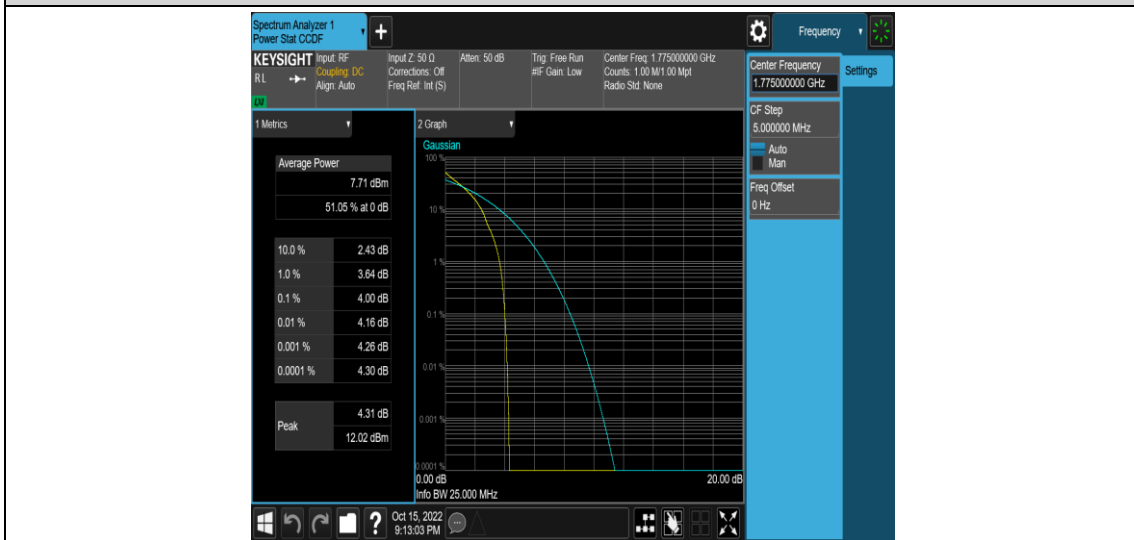 Spectrum Analyzer 1
Power Stat CCDF
Frequency
KEYSIGHT
Input: RF
Coupling: DC
Align: Auto
RL
LXI
Input Z: 50 Ω
Corrections: Off
Freq Ref: Int (S)
Atten: 50 dB
Trig: Free Run
#IF Gain: Low
Center Freq: 1.775000000 GHz
Counts: 1.00 M/1.00 Mpt
Radio Std: None
Center Frequency
1.775000000 GHz
Settings
CF Step
5.000000 MHz
Auto
Man
Freq Offset
0 Hz
1 Metrics
Average Power
7.71 dBm
51.05 % at 0 dB
10.0 % 2.43 dB
1.0 % 3.64 dB
0.1 % 4.00 dB
0.01 % 4.16 dB
0.001 % 4.26 dB
0.0001 % 4.30 dB
Peak
4.31 dB
12.02 dBm
2 Graph
Gaussian
100 %
10 %
1 %
0.1 %
0.01 %
0.001 %
0.0001 %
0.00 dB 20.00 dB
Info BW 25.000 MHz
?
Oct 15, 2022
9:13:03 PM